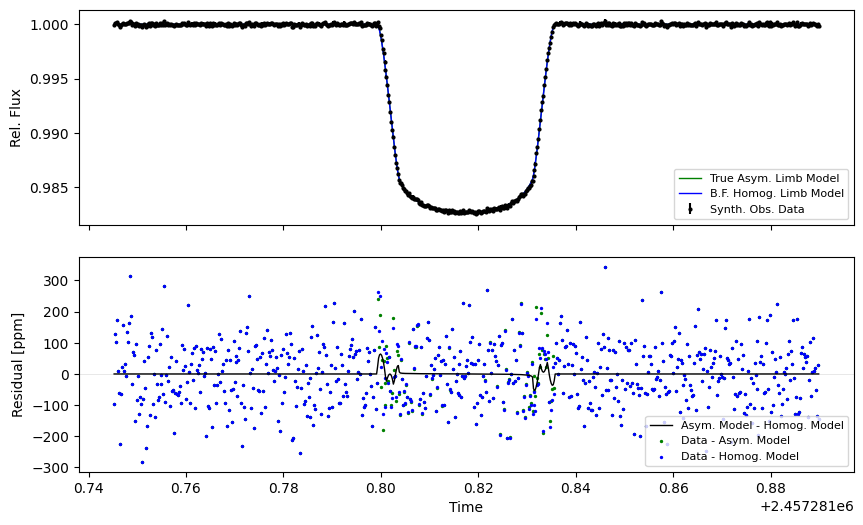 1.000
0.995
0.990
0.985
Rel. Flux
True Asym. Limb Model
B.F. Homog. Limb Model
Synth. Obs. Data
300
200
100
0
−100
−200
−300
Residual [ppm]
Asym. Model - Homog. Model
Data - Asym. Model
Data - Homog. Model
0.74 0.76 0.78 0.80 0.82 0.84 0.86 0.88
Time
+2.457281e6